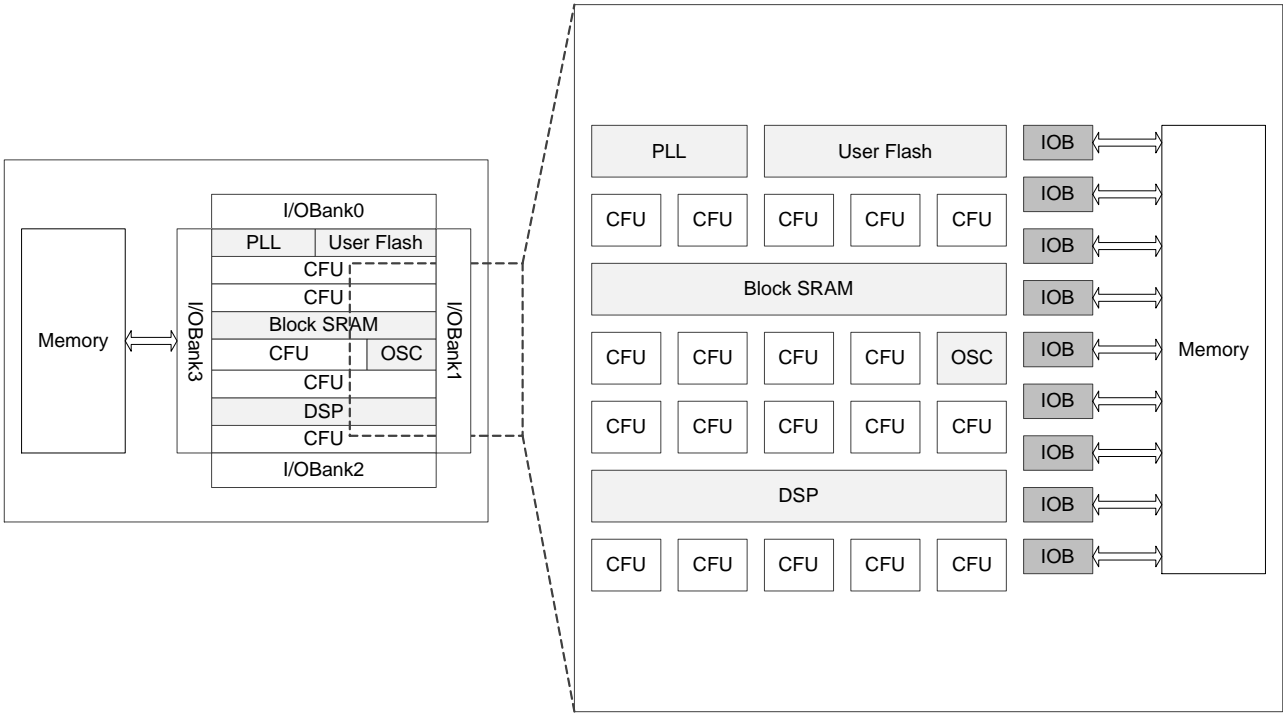 I/OBank0
PLL User Flash
CFU
CFU
Block SRAM
CFU OSC
CFU
DSP
CFU
I/OBank2
Memory
I/OBank3
I/OBank1
PLL User Flash IOB
IOB
CFU CFU CFU CFU CFU
IOB
Block SRAM IOB
CFU CFU CFU CFU OSC IOB
Memory
IOB
CFU CFU CFU CFU CFU
IOB
DSP IOB
CFU CFU CFU CFU CFU IOB